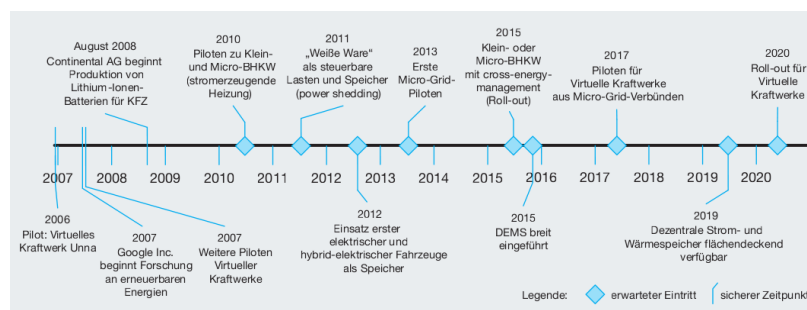 August 2008
Continental AG beginnt
Produktion von
Lithium-Ionen-
Batterien für KFZ
2010
Piloten zu Klein-
und Micro-BHKW
(stromerzeugende
Heizung)
2011
„Weiße Ware“
als steuerbare
Lasten und Speicher
(power shedding)
2013
Erste
Micro-Grid-
Piloten
2015
Klein- oder
Micro-BHKW
mit cross-energy-
management
(Roll-out)
2017
Piloten für
Virtuelle Kraftwerke
aus Micro-Grid-Verbünden
2020
Roll-out für
Virtuelle
Kraftwerke
2007 2008 2009 2010 2011 2012 2013 2014 2015 2016 2017 2018 2019 2020
2006
Pilot: Virtuelles
Kraftwerk Unna
2007
Google Inc.
beginnt Forschung
an erneuerbaren
Energien
2007
Weitere Piloten
Virtueller
Kraftwerke
2012
Einsatz erster
elektrischer und
hybrid-elektrischer Fahrzeuge
als Speicher
2015
DEMS breit
eingeführt
2019
Dezentrale Strom- und
Wärmespeicher flächendeckend
verfügbar
Legende: erwarteter Eintritt sicherer Zeitpunkt